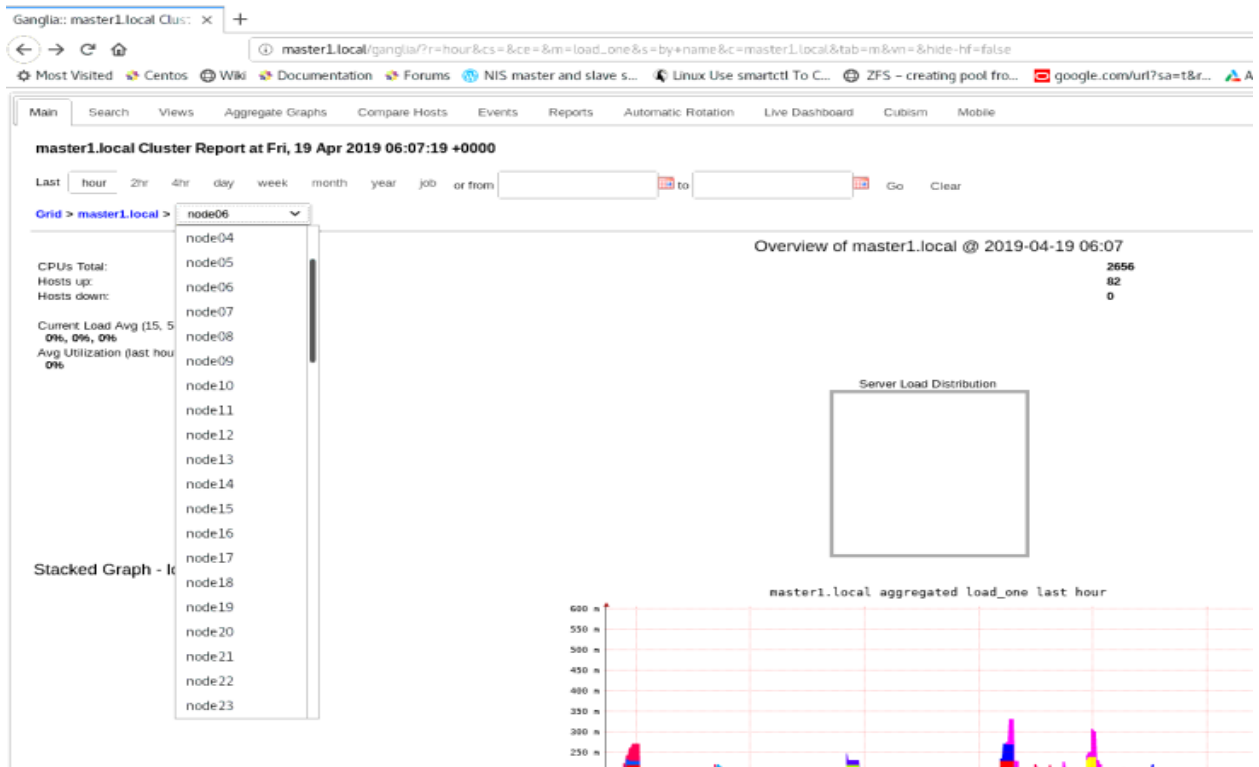 Ganglia:: master1.local Clus: × +
master1.local/ganglia/?r=hour&cs=&ce=&m=load_one&s=by+name&c=master1.local&tab=m&vn=&hide-hf=false
Most Visited Centos Wiki Documentation Forums NIS master and slave s... Linux Use smartctl To C... ZFS – creating pool fro... google.com/url?sa=t&r... A
Main Search Views Aggregate Graphs Compare Hosts Events Reports Automatic Rotation Live Dashboard Cubism Mobile
master1.local Cluster Report at Fri, 19 Apr 2019 06:07:19 +0000
Last hour 2hr 4hr day week month year job or from to Go Clear
Grid > master1.local > node06
node04
node05
node06
node07
node08
node09
node10
node11
node12
node13
node14
node15
node16
node17
node18
node19
node20
node21
node22
node23
Overview of master1.local @ 2019-04-19 06:07
CPUs Total: 2656
Hosts up: 82
Hosts down: 0
Current Load Avg (15, 5
0%, 0%, 0%
Avg Utilization (last hou
0%
Server Load Distribution
Stacked Graph - lo
master1.local aggregated load_one last hour
600 m
550 m
500 m
450 m
400 m
350 m
300 m
250 m